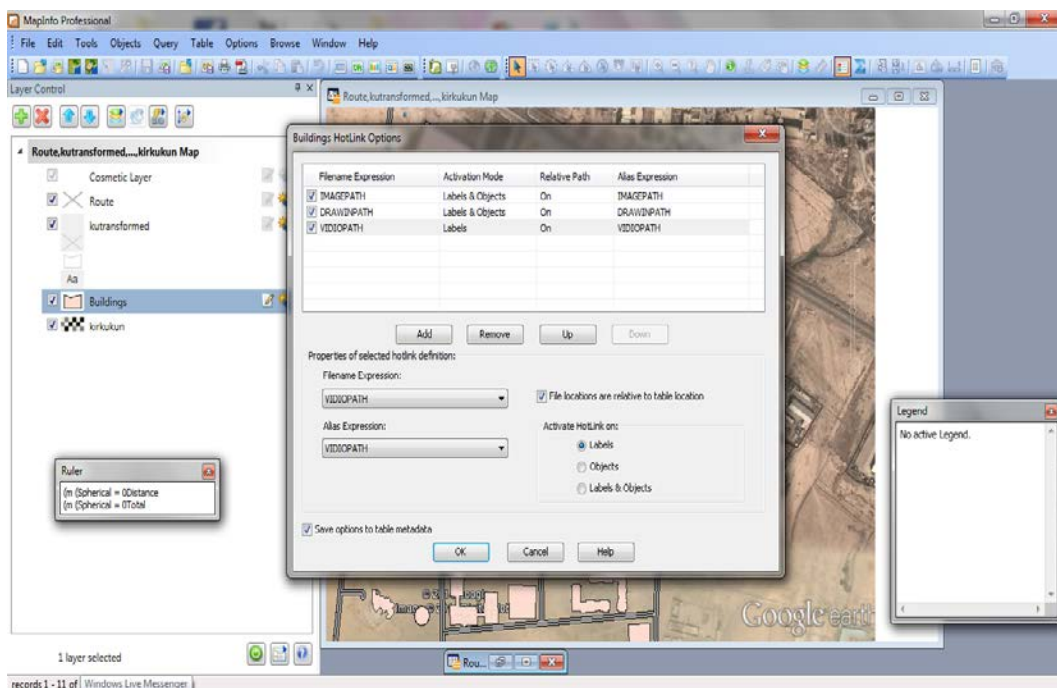 MapInfo Professional
File Edit Tools Objects Query Table Options Browse Window Help
Layer Control
Route,kutransformed,...,kirkukun Map
Cosmetic Layer
Route
kutransformed
Aa
Buildings
kirkukun
1 layer selected
records 1 - 11 of
Windows Live Messenger
Ruler
(m (Spherical = 0Distance
(m (Spherical = 0Total
Route,kutransformed,...,kirkukun Map
Buildings HotLink Options
Filename Expression Activation Mode Relative Path Alias Expression
IMAGEPATH Labels & Objects On IMAGEPATH
DRAWINPATH Labels & Objects On DRAWINPATH
VIDIOPATH Labels On VIDIOPATH
Add Remove Up Down
Properties of selected hotlink definition:
Filename Expression:
VIDIOPATH
File locations are relative to table location
Alias Expression:
VIDIOPATH
Activate HotLink on:
Labels
Objects
Labels & Objects
Save options to table metadata
OK Cancel Help
Legend
No active Legend.
Google earth
Rou...